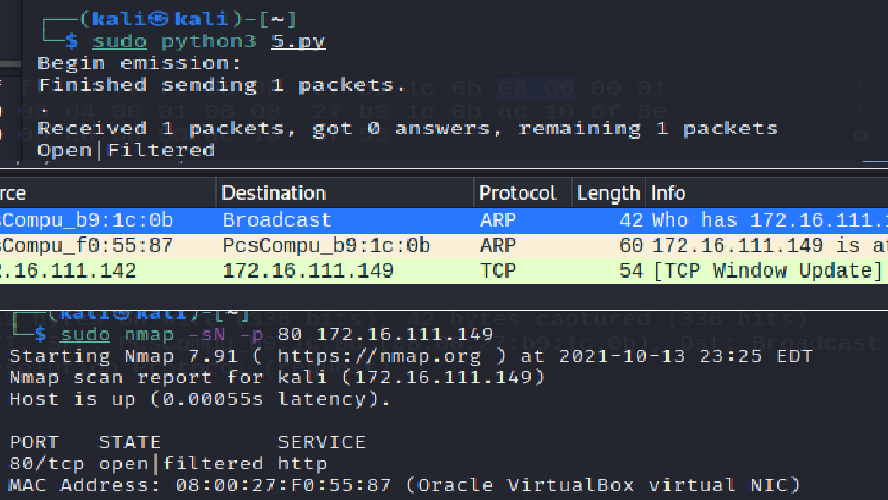 ┌──(kali㉿kali)-[~]
└─$ sudo python3 5.py
Begin emission:
Finished sending 1 packets.
.
Received 1 packets, got 0 answers, remaining 1 packets
Open|Filtered
rce Destination Protocol Length Info
sCompu_b9:1c:0b Broadcast ARP 42 Who has 172.16.111.1
sCompu_f0:55:87 PcsCompu_b9:1c:0b ARP 60 172.16.111.149 is at
2.16.111.142 172.16.111.149 TCP 54 [TCP Window Update]
┌──(kali㉿kali)-[~]
└─$ sudo nmap -sN -p 80 172.16.111.149
Starting Nmap 7.91 ( https://nmap.org ) at 2021-10-13 23:25 EDT
Nmap scan report for kali (172.16.111.149)
Host is up (0.00055s latency).
PORT STATE SERVICE
80/tcp open|filtered http
MAC Address: 08:00:27:F0:55:87 (Oracle VirtualBox virtual NIC)